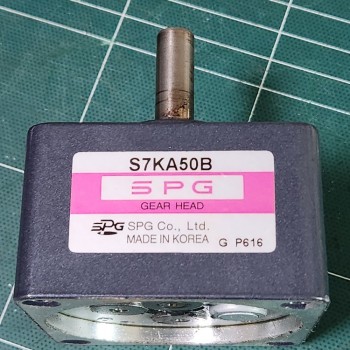 S7KA50B
SPG
GEAR HEAD
SPG SPG Co., Ltd.
MADE IN KOREA G P616